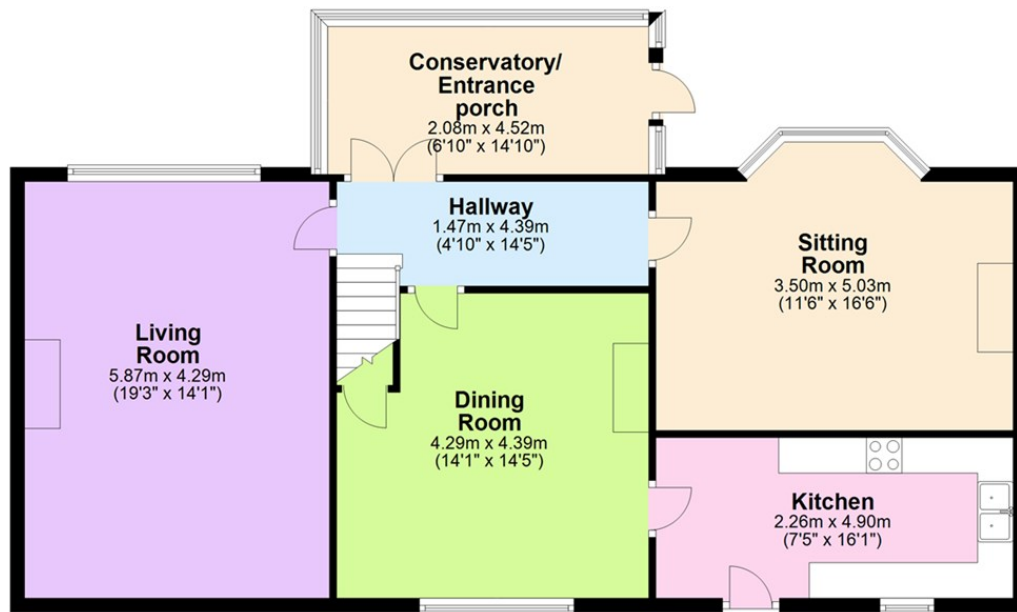 Conservatory/
Entrance
porch
2.08m x 4.52m
(6'10" x 14'10")
Hallway
1.47m x 4.39m
(4'10" x 14'5")
Sitting
Room
3.50m x 5.03m
(11'6" x 16'6")
Living
Room
5.87m x 4.29m
(19'3" x 14'1")
Dining
Room
4.29m x 4.39m
(14'1" x 14'5")
Kitchen
2.26m x 4.90m
(7'5" x 16'1")